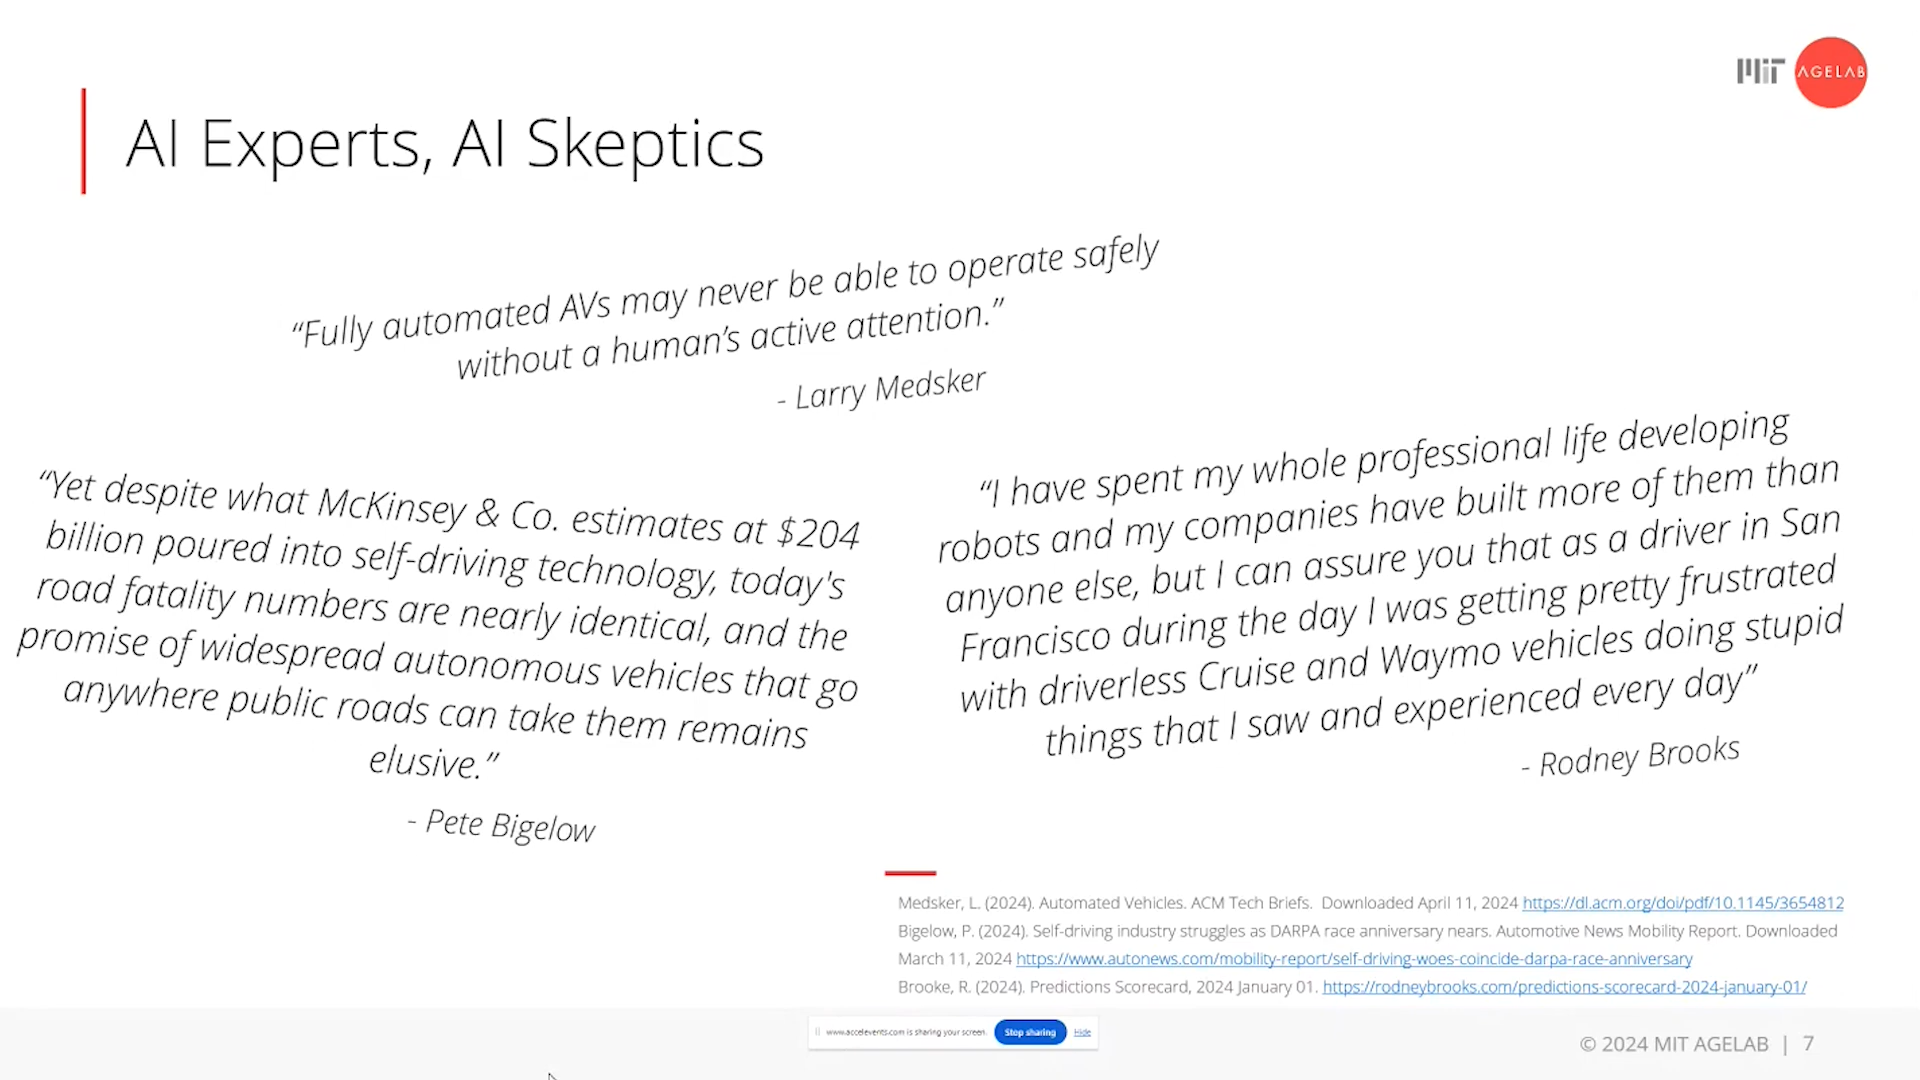 MIT AGELAB
AI Experts, AI Skeptics
“Fully automated AVs may never be able to operate safely
without a human’s active attention.”
- Larry Medsker
“Yet despite what McKinsey & Co. estimates at $204
billion poured into self-driving technology, today's
road fatality numbers are nearly identical, and the
promise of widespread autonomous vehicles that go
anywhere public roads can take them remains
elusive.”
- Pete Bigelow
“I have spent my whole professional life developing
robots and my companies have built more of them than
anyone else, but I can assure you that as a driver in San
Francisco during the day I was getting pretty frustrated
with driverless Cruise and Waymo vehicles doing stupid
things that I saw and experienced every day”
- Rodney Brooks
Medsker, L. (2024). Automated Vehicles. ACM Tech Briefs. Downloaded April 11, 2024 https://dl.acm.org/doi/pdf/10.1145/3654812
Bigelow, P. (2024). Self-driving industry struggles as DARPA race anniversary nears. Automotive News Mobility Report. Downloaded
March 11, 2024 https://www.autonews.com/mobility-report/self-driving-woes-coincide-darpa-race-anniversary
Brooke, R. (2024). Predictions Scorecard, 2024 January 01. https://rodneybrooks.com/predictions-scorecard-2024-january-01/
www.accelevents.com is sharing your screen. Stop sharing Hide
© 2024 MIT AGELAB | 7